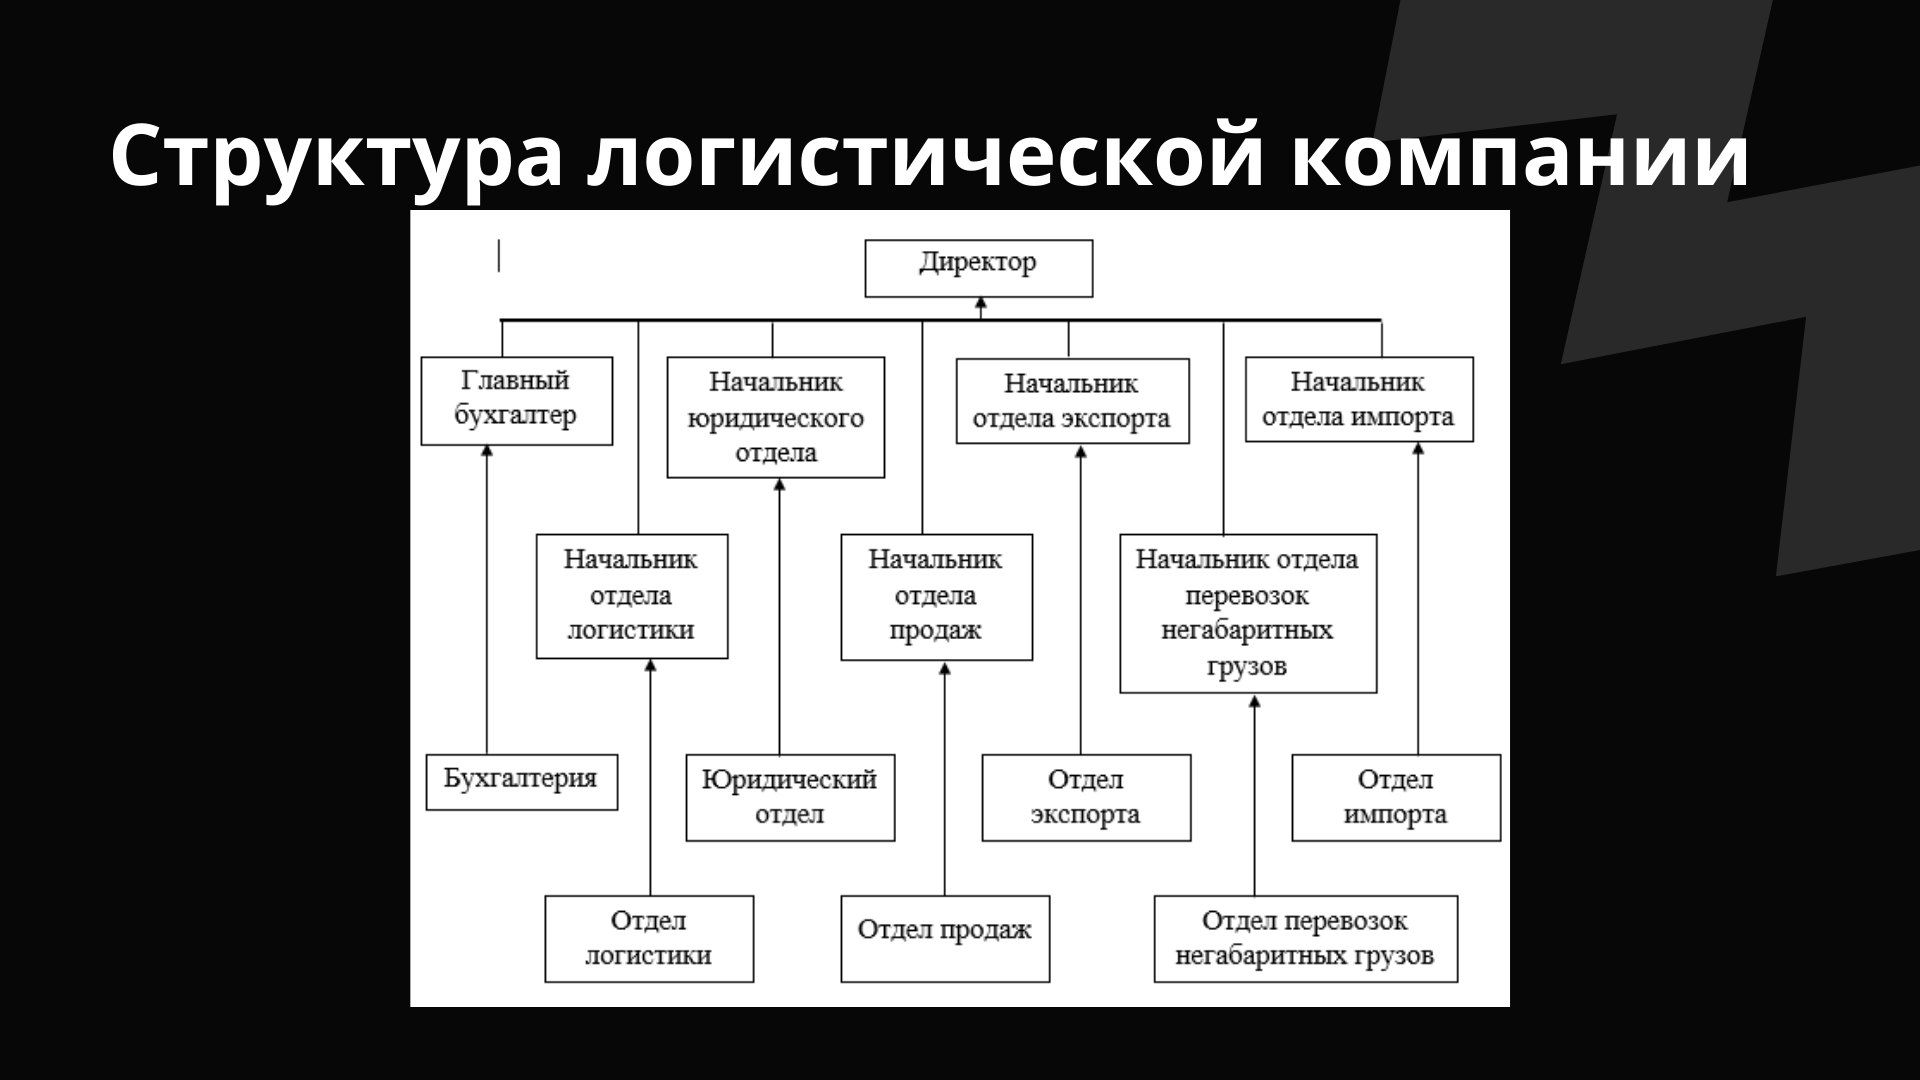 Структура логистической компании
Директор
Главный
бухгалтер
Начальник
юридического
отдела
Начальник
отдела экспорта
Начальник
отдела импорта
Начальник
отдела
логистики
Начальник
отдела
продаж
Начальник отдела
перевозок
негабаритных
грузов
Бухгалтерия
Юридический
отдел
Отдел
экспорта
Отдел
импорта
Отдел
логистики
Отдел продаж
Отдел перевозок
негабаритных грузов